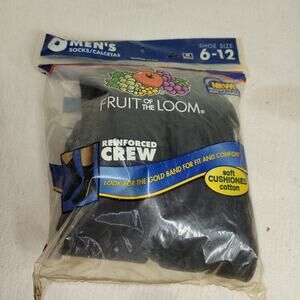 6 MEN'S
SOCKS/CALCETAS
SHOE SIZE
6-12
NEW!
FRUIT OF THE LOOM®
REINFORCED
CREW
LOOK FOR THE GOLD BAND FOR FIT AND COMFORT
soft
CUSHIONED
cotton